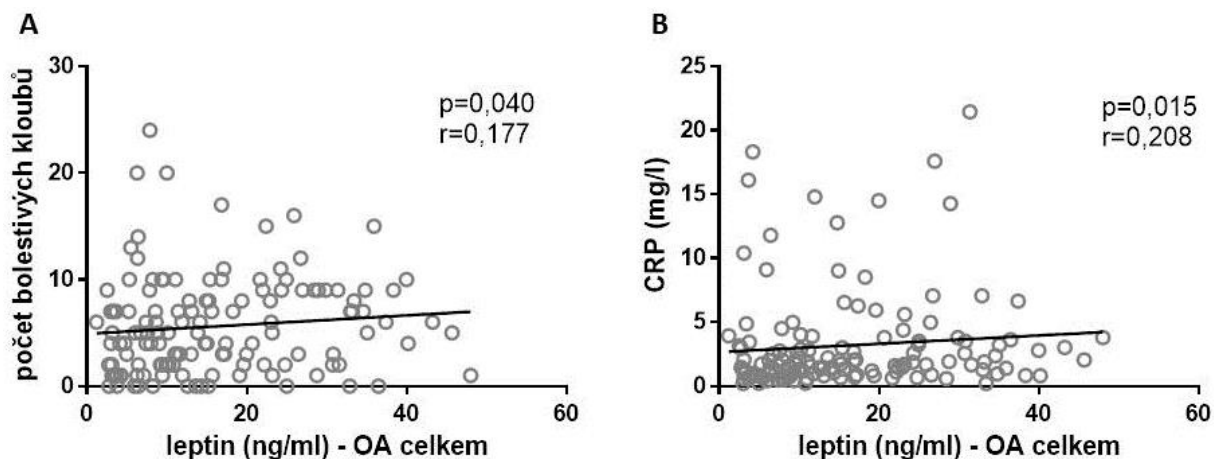 A
počet bolestivých kloubů
30
20
10
0
p=0,040
r=0,177
0
20
40
60
leptin (ng/ml) - OA celkem
B
CRP (mg/l)
25
20
15
10
5
0
p=0,015
r=0,208
0
20
40
60
leptin (ng/ml) - OA celkem